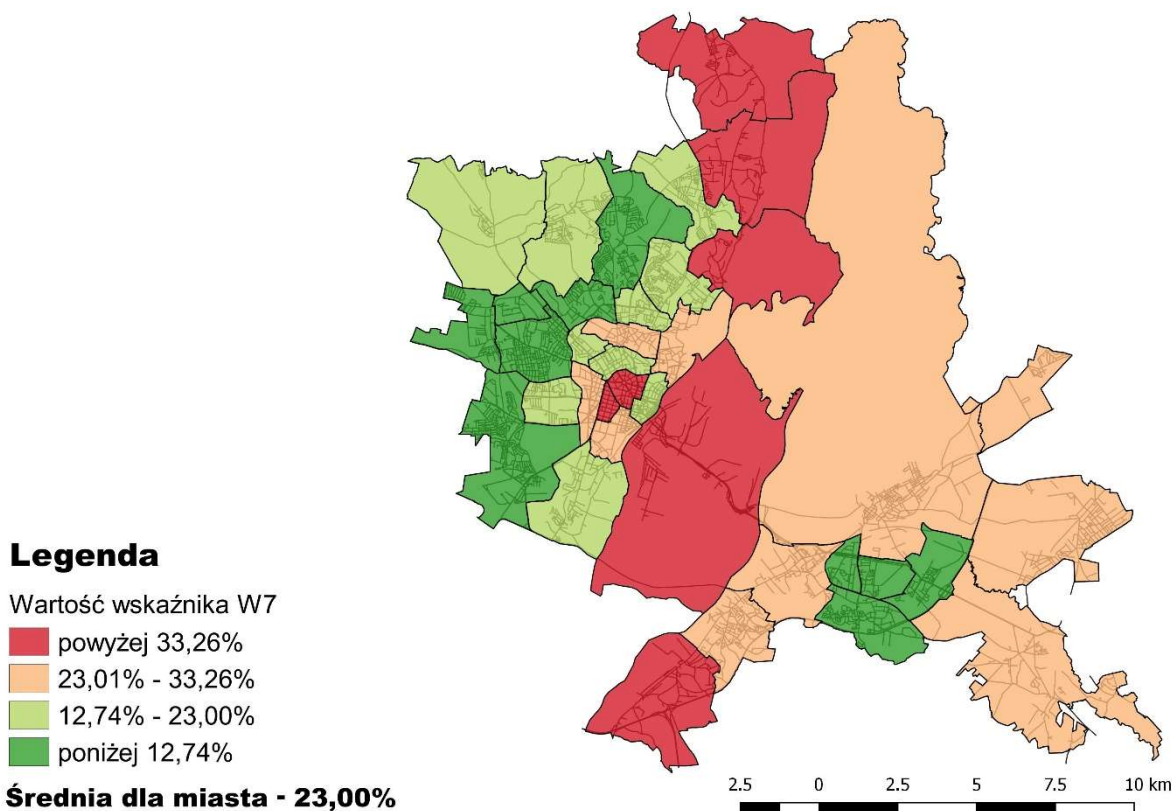 Legenda
Wartość wskaźnika W7
powyżej 33,26%
23,01% - 33,26%
12,74% - 23,00%
poniżej 12,74%
Średnia dla miasta - 23,00%
2.5 0 2.5 5 7.5 10 km